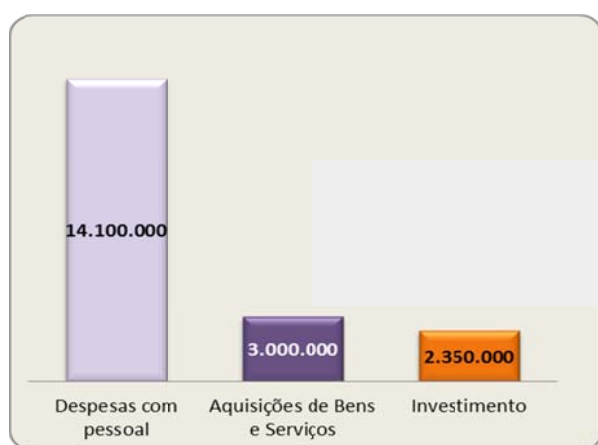 14.100.000
3.000.000
2.350.000
Despesas com
pessoal
Aquisições de Bens
e Serviços
Investimento